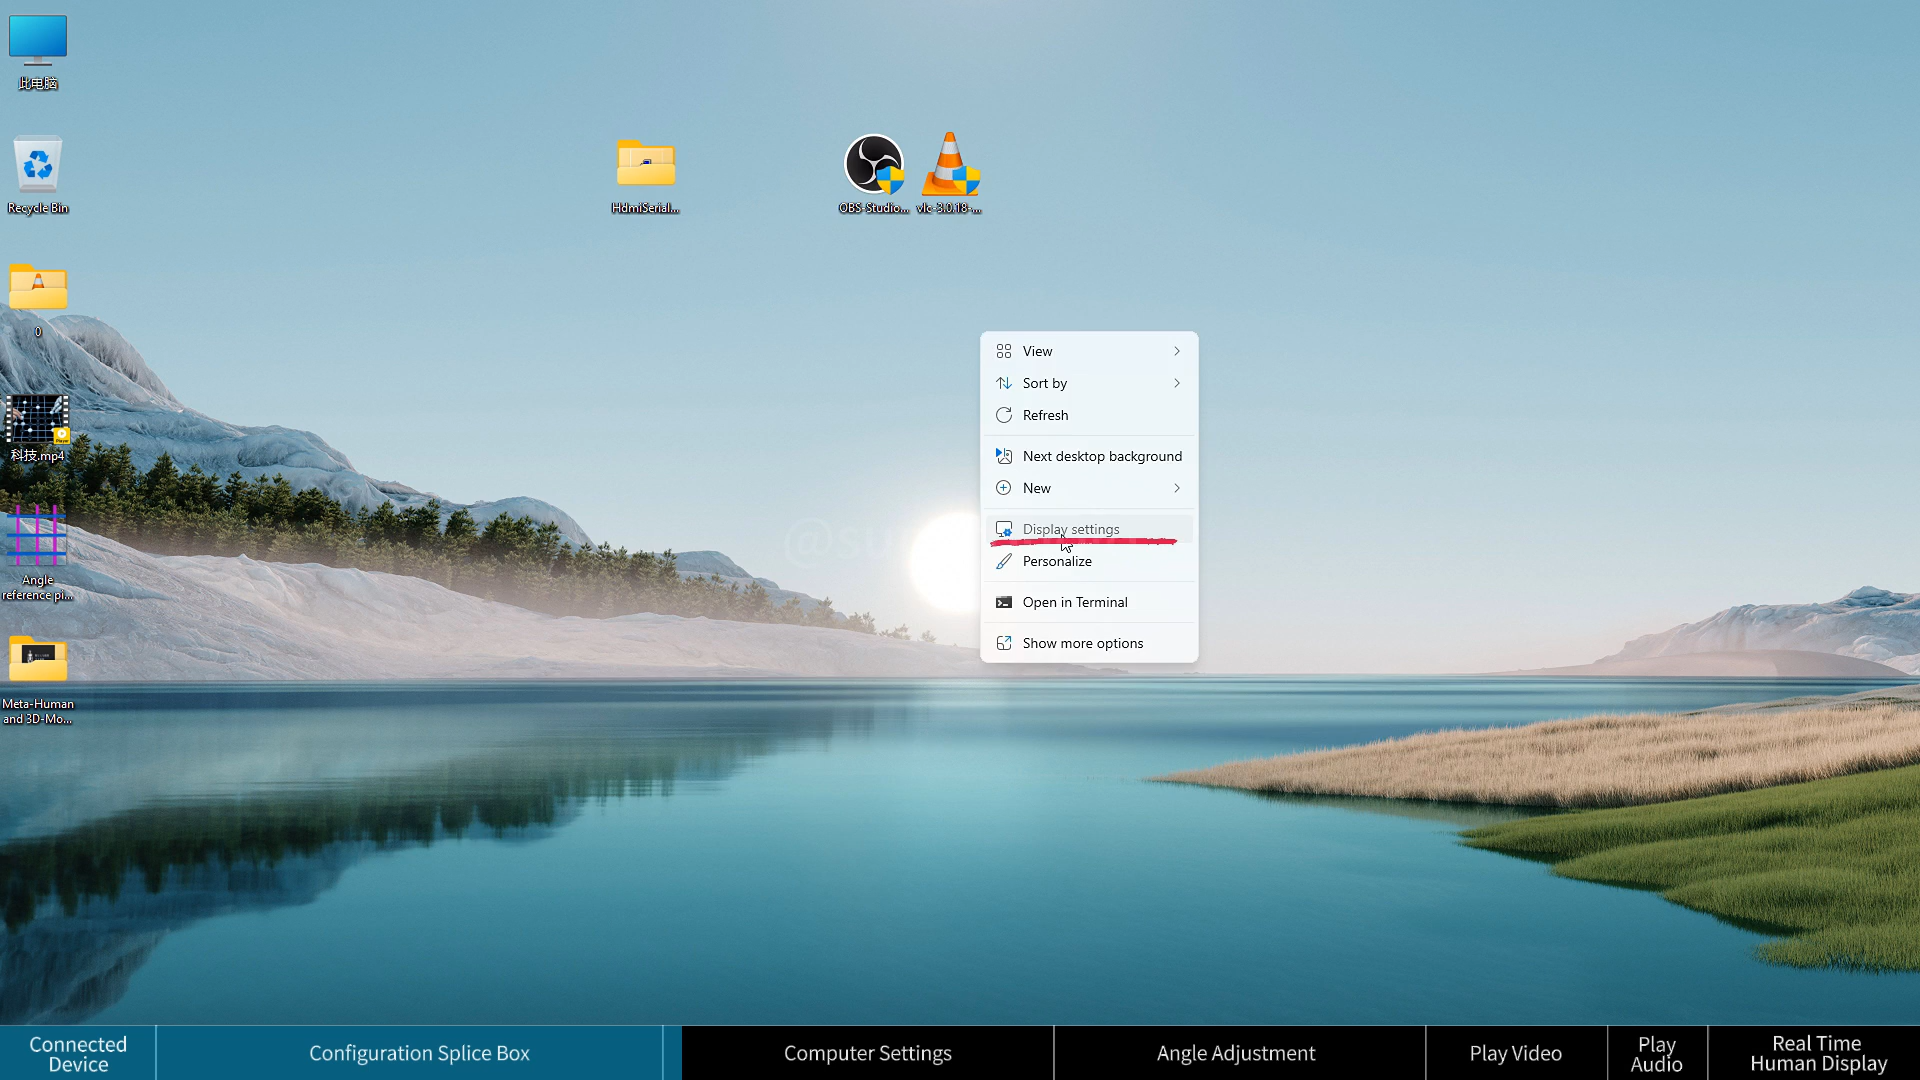 此电脑
Recycle Bin
HdmiSerial...
OBS-Studio...
vlc-3.0.18-...
0
科技.mp4
Angle
reference pi...
Meta-Human
and 3D-Mo...
View
Sort by
Refresh
Next desktop background
New
Display settings
Personalize
Open in Terminal
Show more options
Connected
Device
Configuration Splice Box
Computer Settings
Angle Adjustment
Play Video
Play
Audio
Real Time
Human Display